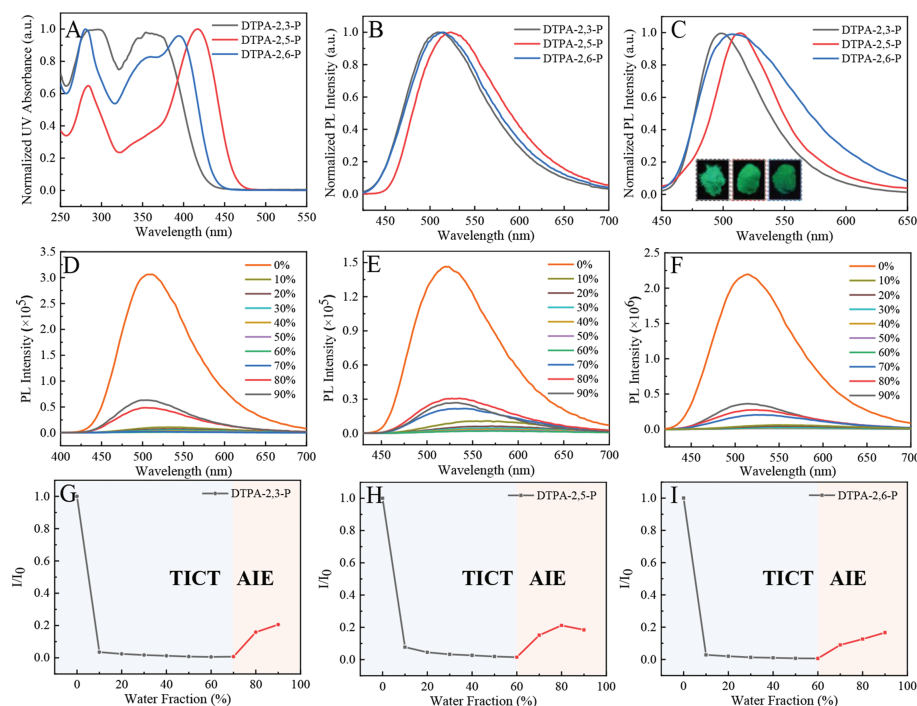 A
DTPA-2,3-P
DTPA-2,5-P
DTPA-2,6-P
Normalized UV Absorbance (a.u.)
1.0
0.8
0.6
0.4
0.2
0.0
250 300 350 400 450 500 550
Wavelength (nm)
B
DTPA-2,3-P
DTPA-2,5-P
DTPA-2,6-P
Normalized PL Intensity (a.u.)
1.0
0.8
0.6
0.4
0.2
0.0
450 500 550 600 650 700
Wavelength (nm)
C
DTPA-2,3-P
DTPA-2,5-P
DTPA-2,6-P
Normalized PL Intensity (a.u.)
1.0
0.8
0.6
0.4
0.2
0.0
450 500 550 600 650
Wavelength (nm)
D
0%
10%
20%
30%
40%
50%
60%
70%
80%
90%
PL Intensity (×10⁵)
3.5
2.8
2.1
1.4
0.7
0.0
400 450 500 550 600 650 700
Wavelength (nm)
E
0%
10%
20%
30%
40%
50%
60%
70%
80%
90%
PL Intensity (×10⁵)
1.5
1.2
0.9
0.6
0.3
0.0
450 500 550 600 650 700
Wavelength (nm)
F
0%
10%
20%
30%
40%
50%
60%
70%
80%
90%
PL Intensity (×10⁶)
2.5
2.0
1.5
1.0
0.5
0.0
450 500 550 600 650 700
Wavelength (nm)
G
DTPA-2,3-P
TICT AIE
I/I₀
1.0
0.8
0.6
0.4
0.2
0.0
0 20 40 60 80 100
Water Fraction (%)
H
DTPA-2,5-P
TICT AIE
I/I₀
1.0
0.8
0.6
0.4
0.2
0.0
0 20 40 60 80 100
Water Fraction (%)
I
DTPA-2,6-P
TICT AIE
I/I₀
1.0
0.8
0.6
0.4
0.2
0.0
0 20 40 60 80 100
Water Fraction (%)